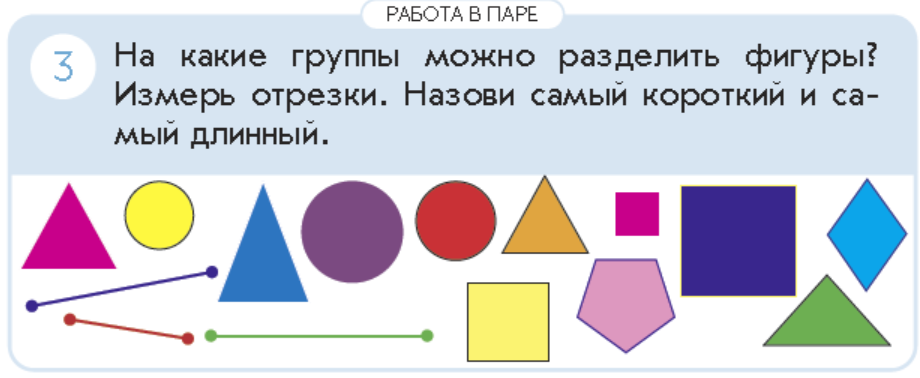 РАБОТА В ПАРЕ
3
На какие группы можно разделить фигуры?
Измерь отрезки. Назови самый короткий и са-
мый длинный.